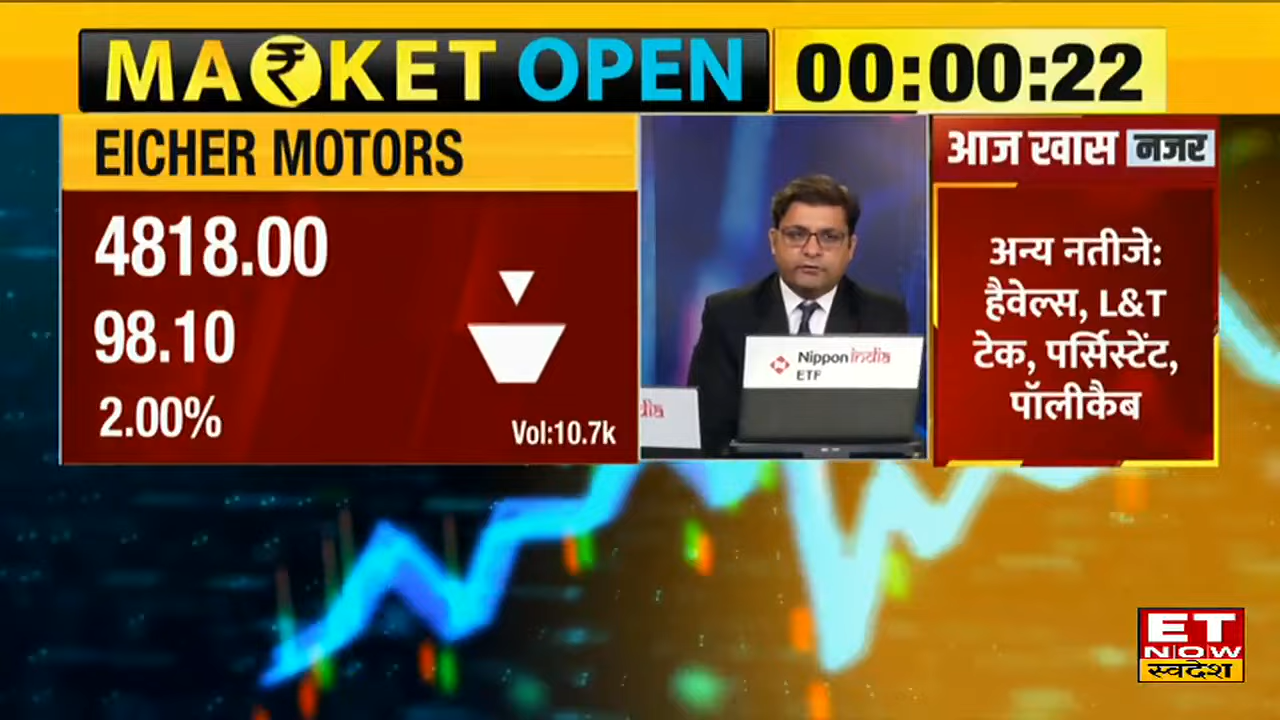 MA₹KET OPEN
00:00:22
EICHER MOTORS
4818.00
98.10
2.00%
Vol:10.7k
Nippon india
ETF
dia
आज खास नजर
अन्य नतीजे:
हैवेल्स, L&T
टेक, पर्सिस्टेंट,
पॉलीकैब
ET
NOW
स्वदेश